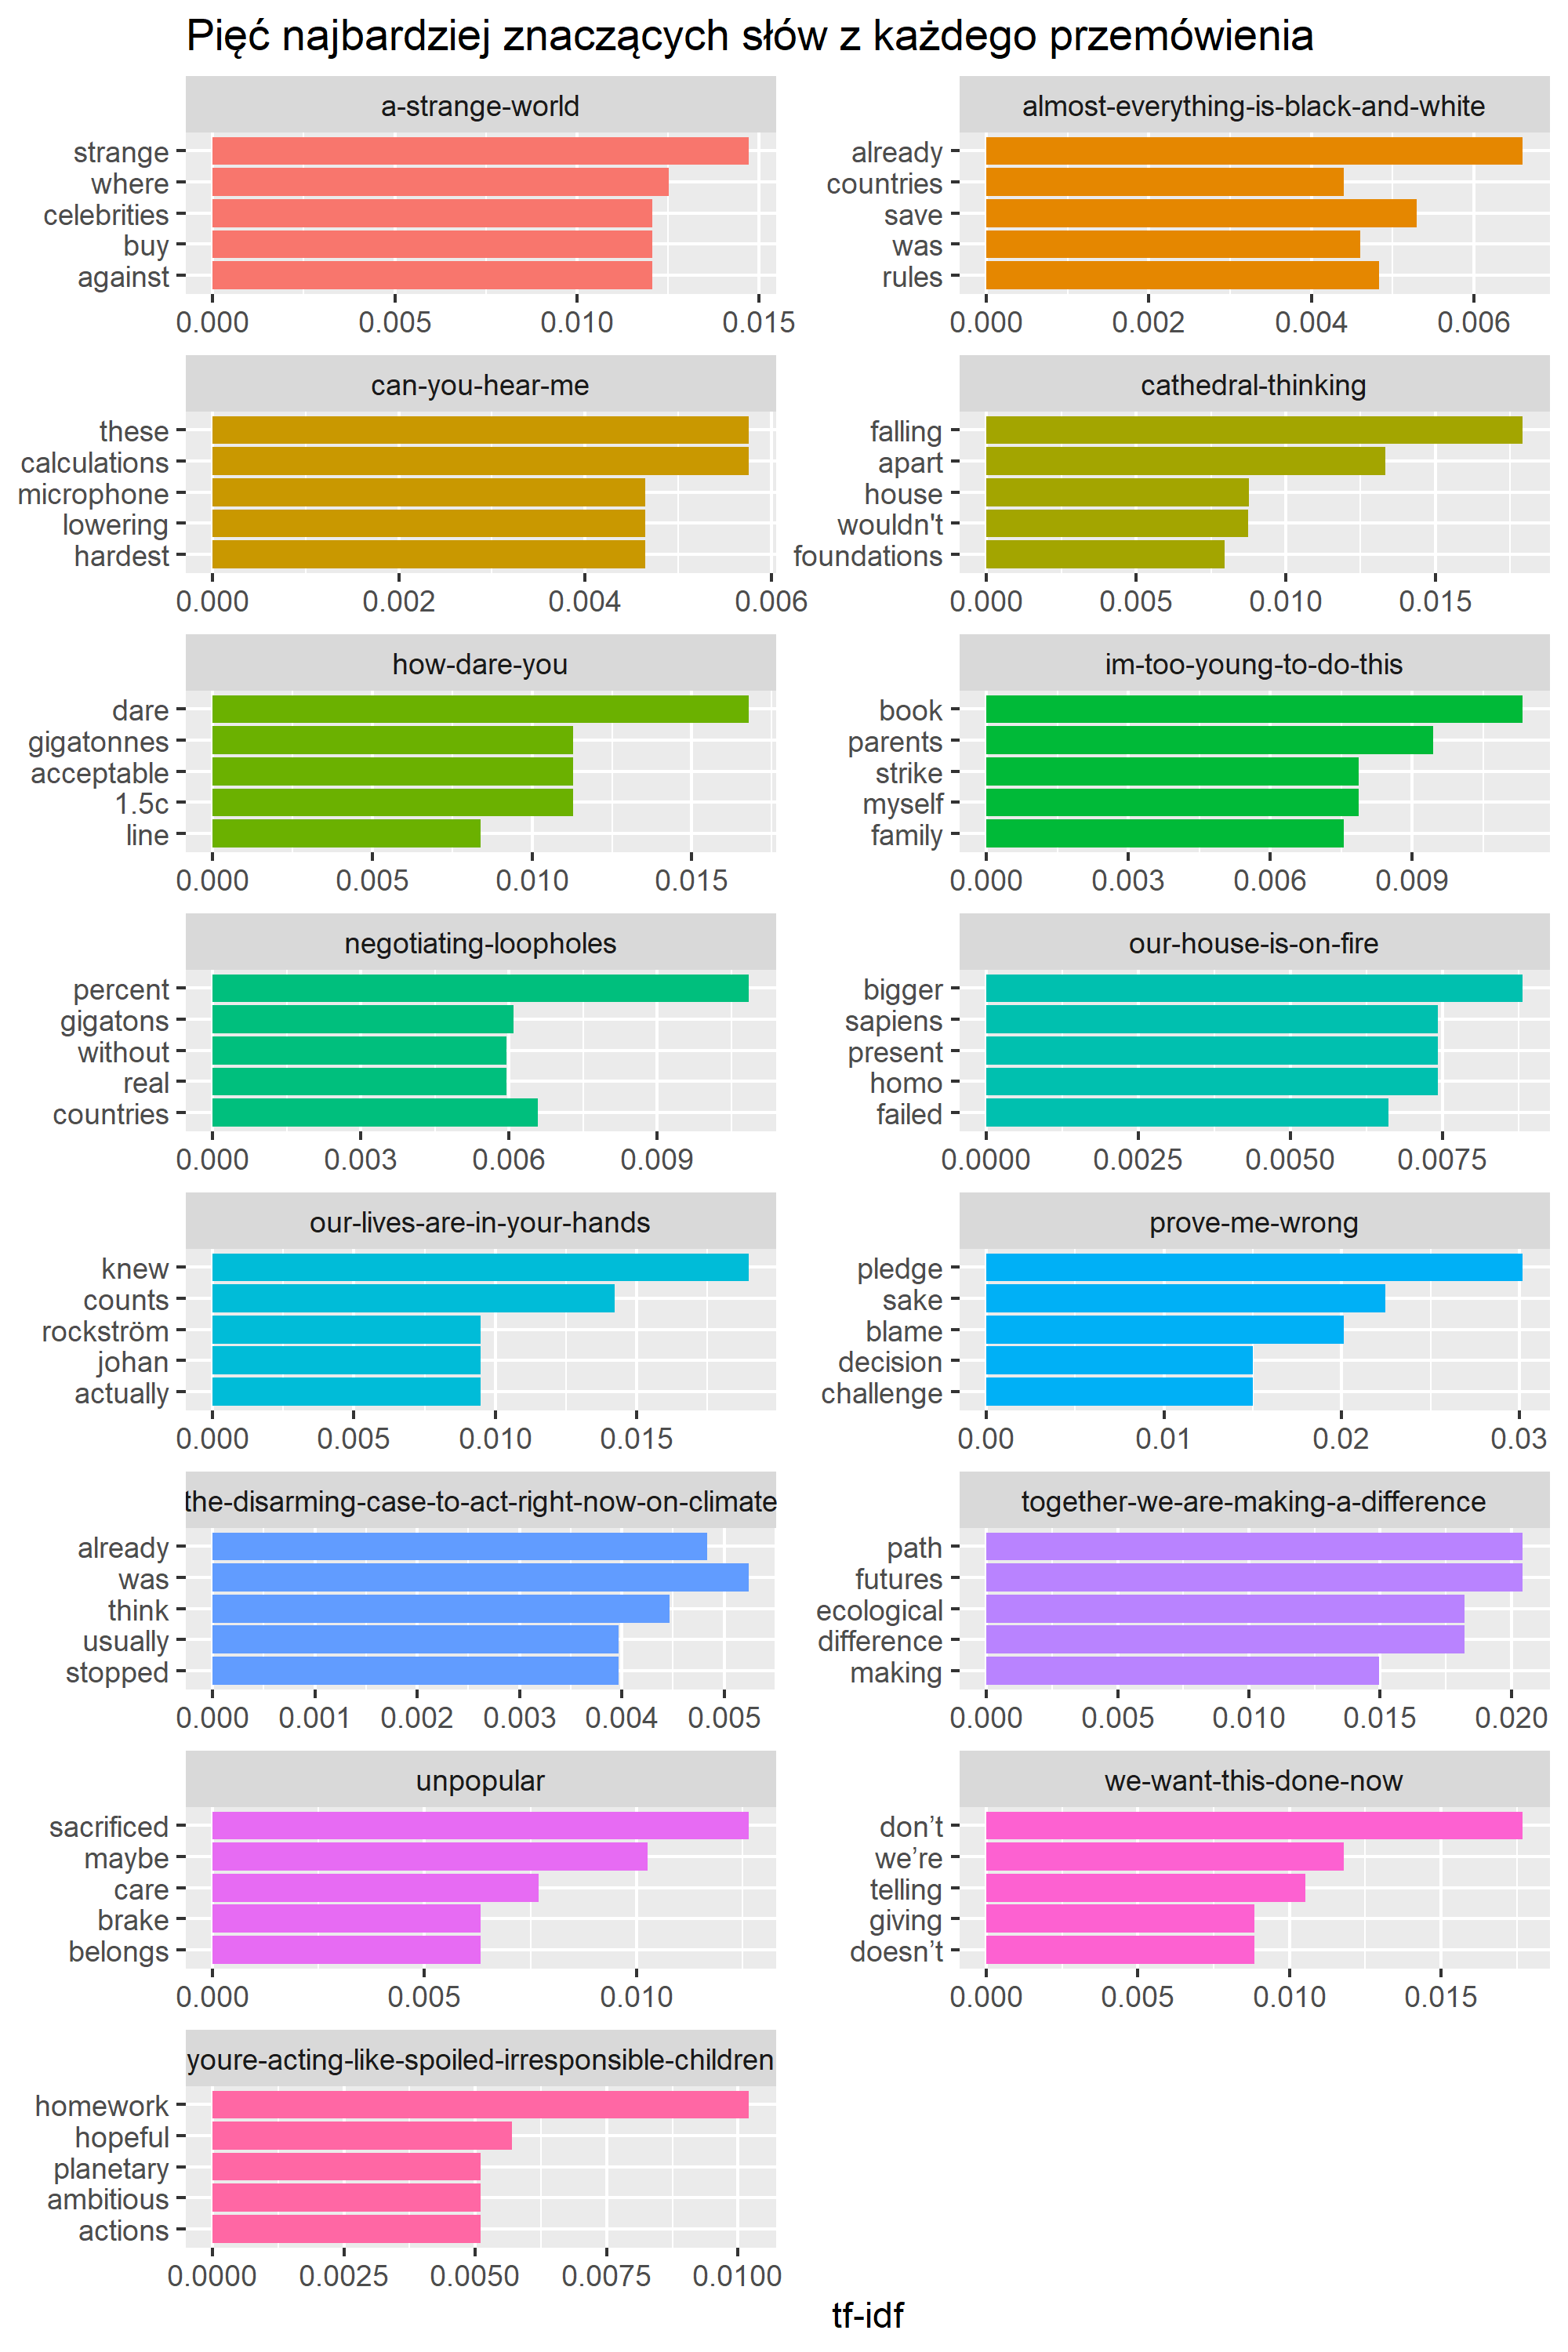 Pięć najbardziej znaczących słów z każdego przemówienia
a-strange-world
strange
where
celebrities
buy
against
0.000 0.005 0.010 0.015
almost-everything-is-black-and-white
already
countries
save
was
rules
0.000 0.002 0.004 0.006
can-you-hear-me
these
calculations
microphone
lowering
hardest
0.000 0.002 0.004 0.006
cathedral-thinking
falling
apart
house
wouldn't
foundations
0.000 0.005 0.010 0.015
how-dare-you
dare
gigatonnes
acceptable
1.5c
line
0.000 0.005 0.010 0.015
im-too-young-to-do-this
book
parents
strike
myself
family
0.000 0.003 0.006 0.009
negotiating-loopholes
percent
gigatons
without
real
countries
0.000 0.003 0.006 0.009
our-house-is-on-fire
bigger
sapiens
present
homo
failed
0.0000 0.0025 0.0050 0.0075
our-lives-are-in-your-hands
knew
counts
rockström
johan
actually
0.000 0.005 0.010 0.015
prove-me-wrong
pledge
sake
blame
decision
challenge
0.00 0.01 0.02 0.03
the-disarming-case-to-act-right-now-on-climate
already
was
think
usually
stopped
0.000 0.001 0.002 0.003 0.004 0.005
together-we-are-making-a-difference
path
futures
ecological
difference
making
0.000 0.005 0.010 0.015 0.020
unpopular
sacrificed
maybe
care
brake
belongs
0.000 0.005 0.010
we-want-this-done-now
don’t
we’re
telling
giving
doesn’t
0.000 0.005 0.010 0.015
youre-acting-like-spoiled-irresponsible-children
homework
hopeful
planetary
ambitious
actions
0.0000 0.0025 0.0050 0.0075 0.0100
tf-idf